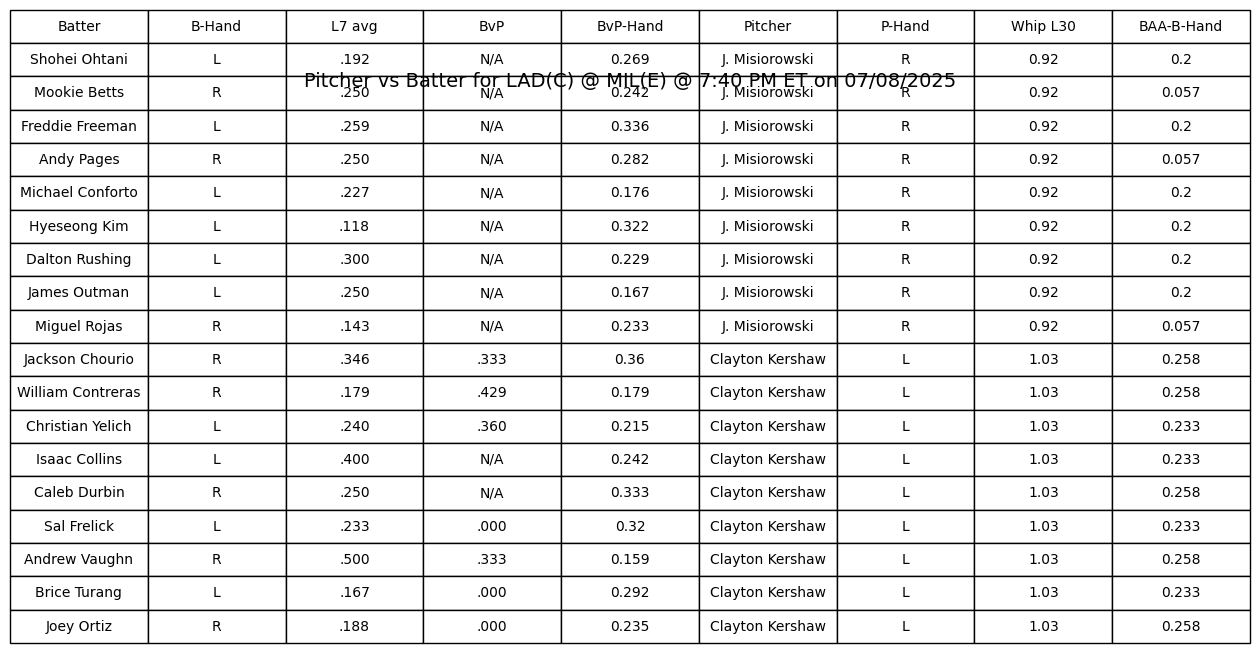 Batter B-Hand L7 avg BvP BvP-Hand Pitcher P-Hand Whip L30 BAA-B-Hand
Shohei Ohtani L .192 N/A 0.269 J. Misiorowski R 0.92 0.2
Pitcher vs Batter for LAD(C) @ MIL(E) @ 7:40 PM ET on 07/08/2025
Mookie Betts R .250 N/A 0.242 J. Misiorowski R 0.92 0.057
Freddie Freeman L .259 N/A 0.336 J. Misiorowski R 0.92 0.2
Andy Pages R .250 N/A 0.282 J. Misiorowski R 0.92 0.057
Michael Conforto L .227 N/A 0.176 J. Misiorowski R 0.92 0.2
Hyeseong Kim L .118 N/A 0.322 J. Misiorowski R 0.92 0.2
Dalton Rushing L .300 N/A 0.229 J. Misiorowski R 0.92 0.2
James Outman L .250 N/A 0.167 J. Misiorowski R 0.92 0.2
Miguel Rojas R .143 N/A 0.233 J. Misiorowski R 0.92 0.057
Jackson Chourio R .346 .333 0.36 Clayton Kershaw L 1.03 0.258
William Contreras R .179 .429 0.179 Clayton Kershaw L 1.03 0.258
Christian Yelich L .240 .360 0.215 Clayton Kershaw L 1.03 0.233
Isaac Collins L .400 N/A 0.242 Clayton Kershaw L 1.03 0.233
Caleb Durbin R .250 N/A 0.333 Clayton Kershaw L 1.03 0.258
Sal Frelick L .233 .000 0.32 Clayton Kershaw L 1.03 0.233
Andrew Vaughn R .500 .333 0.159 Clayton Kershaw L 1.03 0.258
Brice Turang L .167 .000 0.292 Clayton Kershaw L 1.03 0.233
Joey Ortiz R .188 .000 0.235 Clayton Kershaw L 1.03 0.258